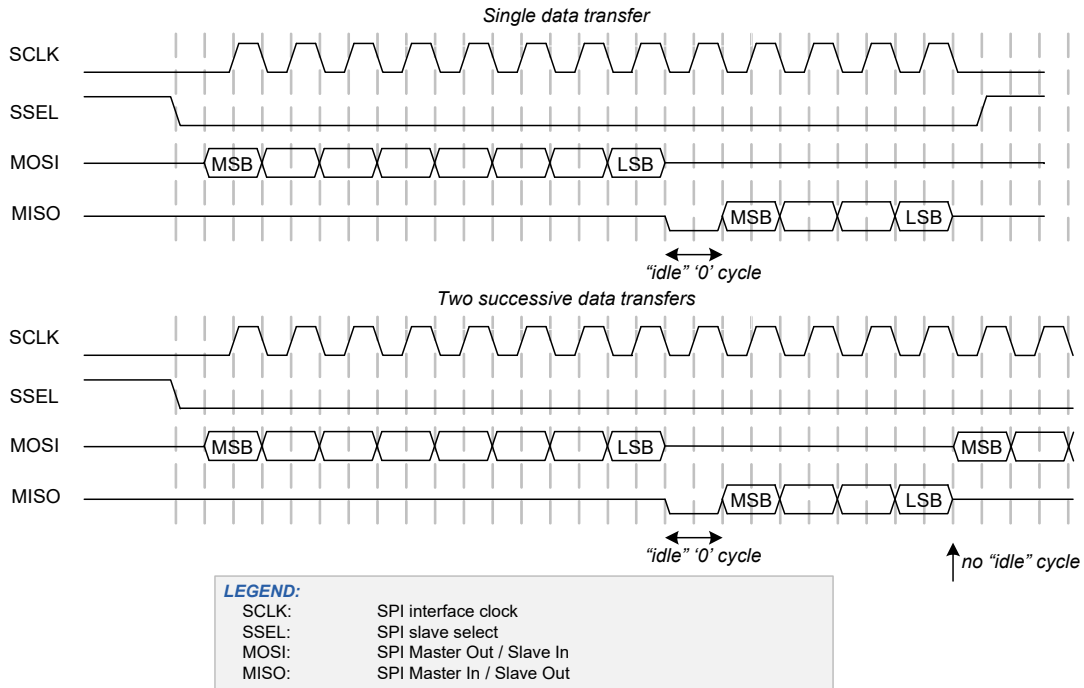 Single data transfer
SCLK
SSEL
MOSI MSB LSB
MISO MSB LSB
“idle” ‘0’ cycle
Two successive data transfers
SCLK
SSEL
MOSI MSB LSB MSB
MISO MSB LSB
“idle” ‘0’ cycle no “idle” cycle
LEGEND:
SCLK: SPI interface clock
SSEL: SPI slave select
MOSI: SPI Master Out / Slave In
MISO: SPI Master In / Slave Out